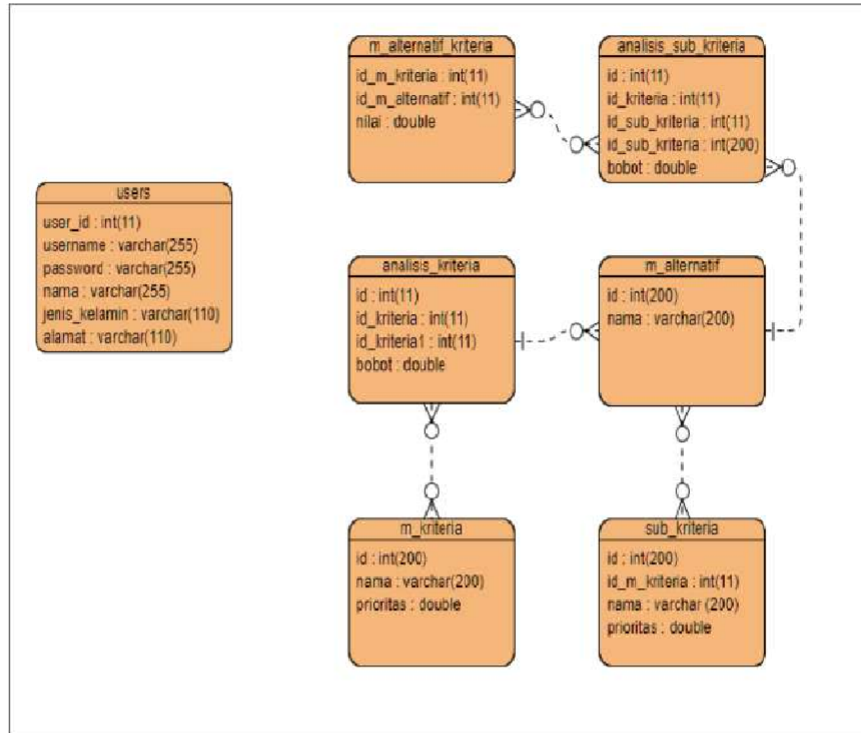 m_alternatif_kriteria
id_m_kriteria : int(11)
id_m_alternatif : int(11)
nilai : double
analisis_sub_kriteria
id : int(11)
id_kriteria : int(11)
id_sub_kriteria : int(11)
id_sub_kriteria : int(200)
bobot : double
users
user_id : int(11)
username : varchar(255)
password : varchar(255)
nama : varchar(255)
jenis_kelamin : varchar(110)
alamat : varchar(110)
analisis_kriteria
id : int(11)
id_kriteria : int(11)
id_kriteria1 : int(11)
bobot : double
m_alternatif
id : int(200)
nama : varchar(200)
m_kriteria
id : int(200)
nama : varchar(200)
prioritas : double
sub_kriteria
id : int(200)
id_m_kriteria : int(11)
nama : varchar (200)
prioritas : double